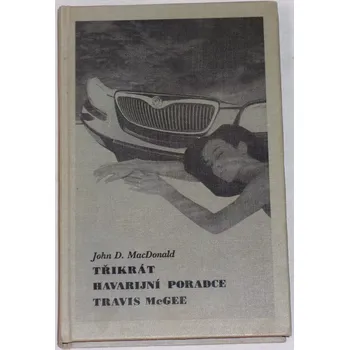 John D. MacDonald
TŘIKRÁT
HAVARIJNÍ PORADCE
TRAVIS McGEE